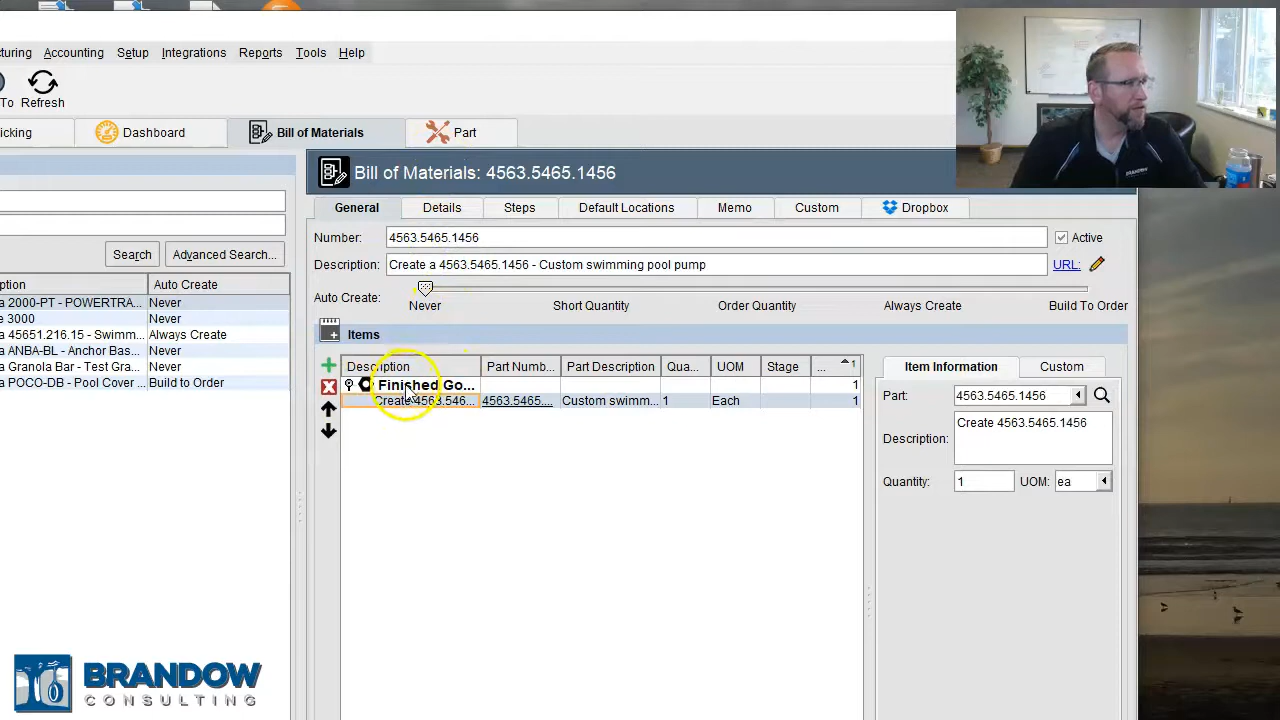 turing Accounting Setup Integrations Reports Tools Help
To Refresh
icking Dashboard Bill of Materials Part
Bill of Materials: 4563.5465.1456
General Details Steps Default Locations Memo Custom Dropbox
Number: 4563.5465.1456 Active
Description: Create a 4563.5465.1456 - Custom swimming pool pump URL:
Auto Create: Never Short Quantity Order Quantity Always Create Build To Order
Search Advanced Search...
ption Auto Create
a 2000-PT - POWERTRA... Never
e 3000 Never
a 45651.216.15 - Swimm... Always Create
a ANBA-BL - Anchor Bas... Never
a Granola Bar - Test Gra... Never
a POCO-DB - Pool Cover ... Build to Order
Items
Description Part Numb... Part Description Qua... UOM Stage ... 1
Finished Go... 1
Create 4563.546... 4563.5465.... Custom swimm... 1 Each 1
Item Information Custom
Part: 4563.5465.1456
Description: Create 4563.5465.1456
Quantity: 1 UOM: ea
BRANDOW
CONSULTING